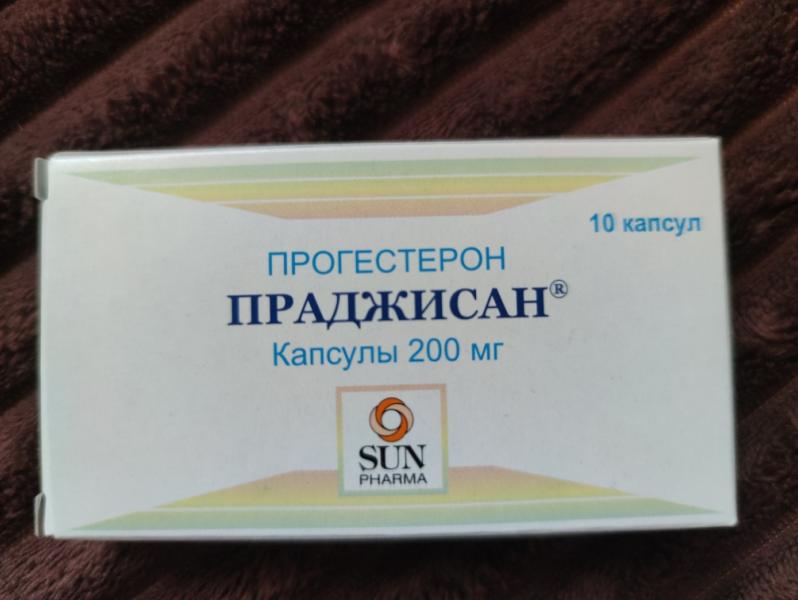 10 капсул
ПРОГЕСТЕРОН
ПРАДЖИСАН®
Капсулы 200 мг
SUN
PHARMA